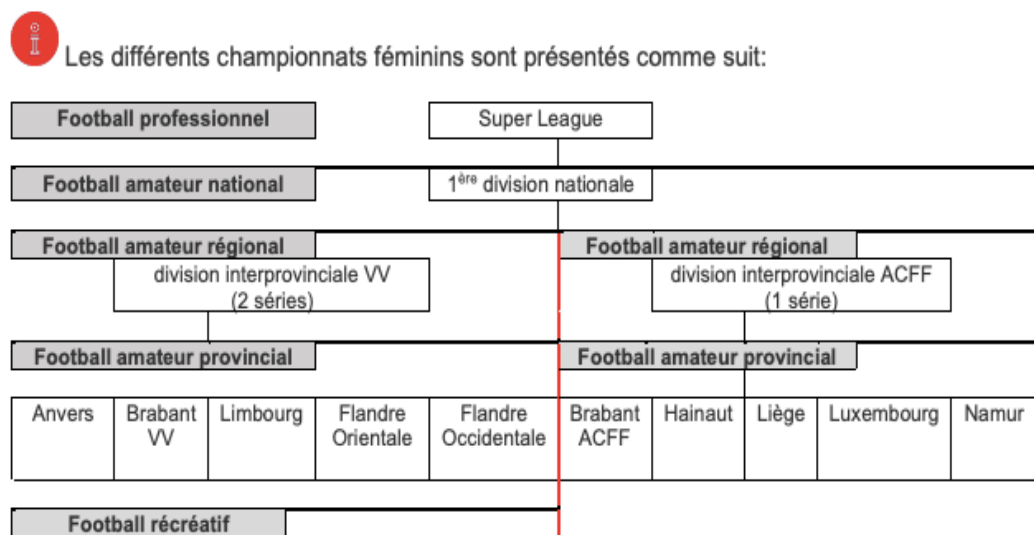 Les différents championnats féminins sont présentés comme suit:
Football professionnel
Super League
Football amateur national
1ère division nationale
Football amateur régional
Football amateur régional
division interprovinciale VV
(2 séries)
division interprovinciale ACFF
(1 série)
Football amateur provincial
Football amateur provincial
Anvers
Brabant
VV
Limbourg
Flandre
Orientale
Flandre
Occidentale
Brabant
ACFF
Hainaut
Liège
Luxembourg
Namur
Football récréatif